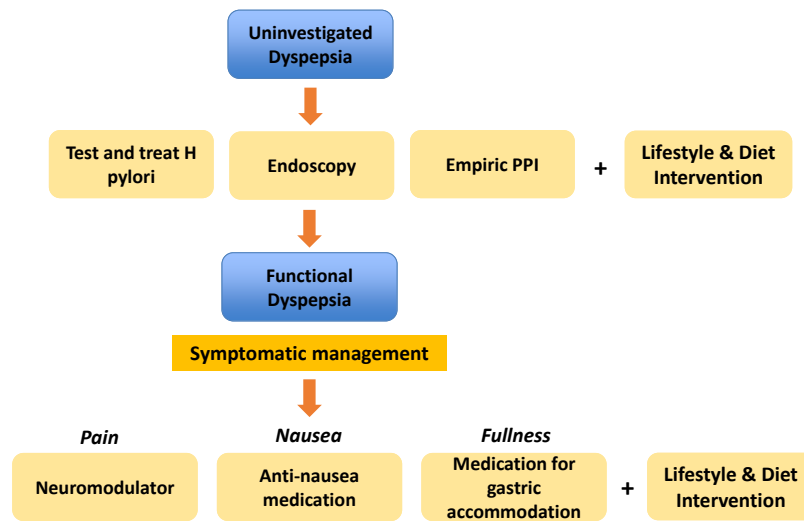 Uninvestigated
Dyspepsia
Test and treat H
pylori
Endoscopy
Empiric PPI
+
Lifestyle & Diet
Intervention
Functional
Dyspepsia
Symptomatic management
Pain
Nausea
Fullness
Neuromodulator
Anti-nausea
medication
Medication for
gastric
accommodation
+
Lifestyle & Diet
Intervention